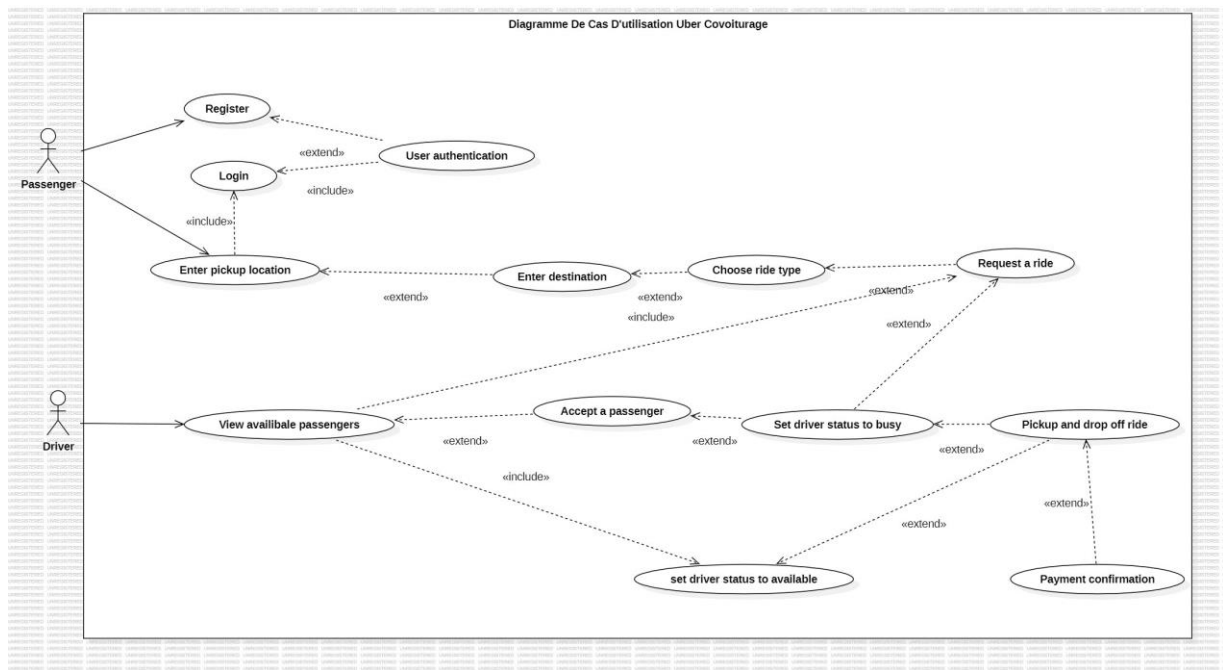 Diagramme De Cas D'utilisation Uber Covoiturage
Register
«extend»
User authentication
Passenger
Login
«include»
«include»
Enter pickup location
«extend»
Enter destination
«extend»
Choose ride type
«extend»
Request a ride
«include»
«extend»
Driver
View availibale passengers
«extend»
Accept a passenger
«extend»
Set driver status to busy
«extend»
Pickup and drop off ride
«include»
«extend»
«extend»
set driver status to available
Payment confirmation
UNREGISTERED